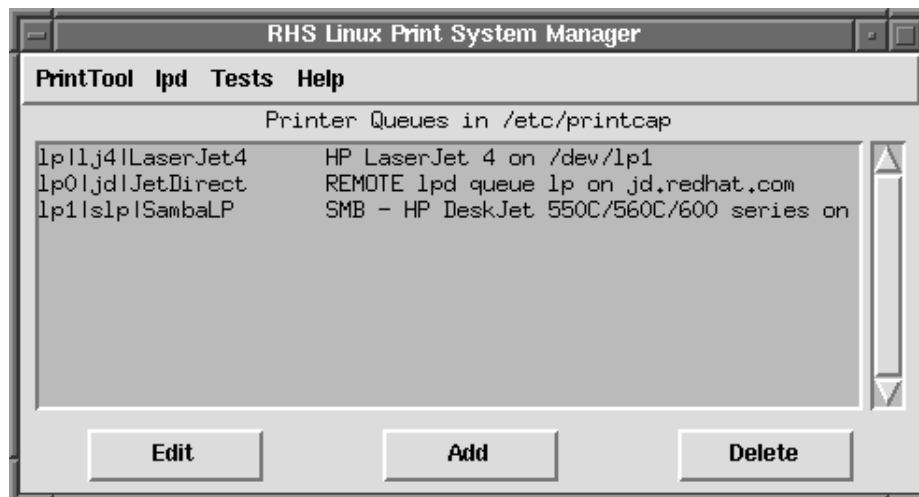 RHS Linux Print System Manager
PrintTool lpd Tests Help
Printer Queues in /etc/printcap
lp|lj4|LaserJet4 HP LaserJet 4 on /dev/lp1
lp0|jd|JetDirect REMOTE lpd queue lp on jd.redhat.com
lp1|slp|SambaLP SMB - HP DeskJet 550C/560C/600 series on
Edit Add Delete